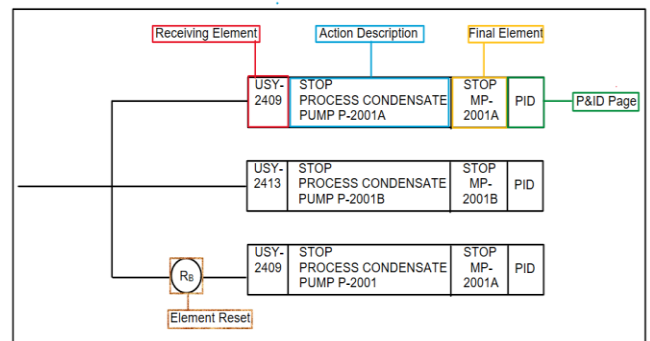 Receiving Element
Action Description
Final Element
USY-
2409
STOP
PROCESS CONDENSATE
PUMP P-2001A
STOP
MP-
2001A
PID
P&ID Page
USY-
2413
STOP
PROCESS CONDENSATE
PUMP P-2001B
STOP
MP-
2001B
PID
USY-
2409
STOP
PROCESS CONDENSATE
PUMP P-2001
STOP
MP-
2001A
PID
RB
Element Reset